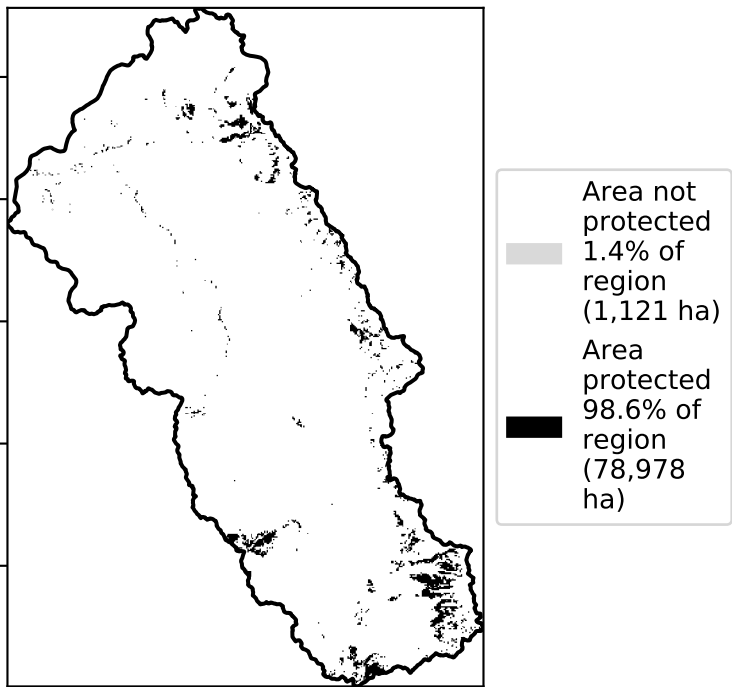 Area not
protected
1.4% of
region
(1,121 ha)
Area
protected
98.6% of
region
(78,978
ha)